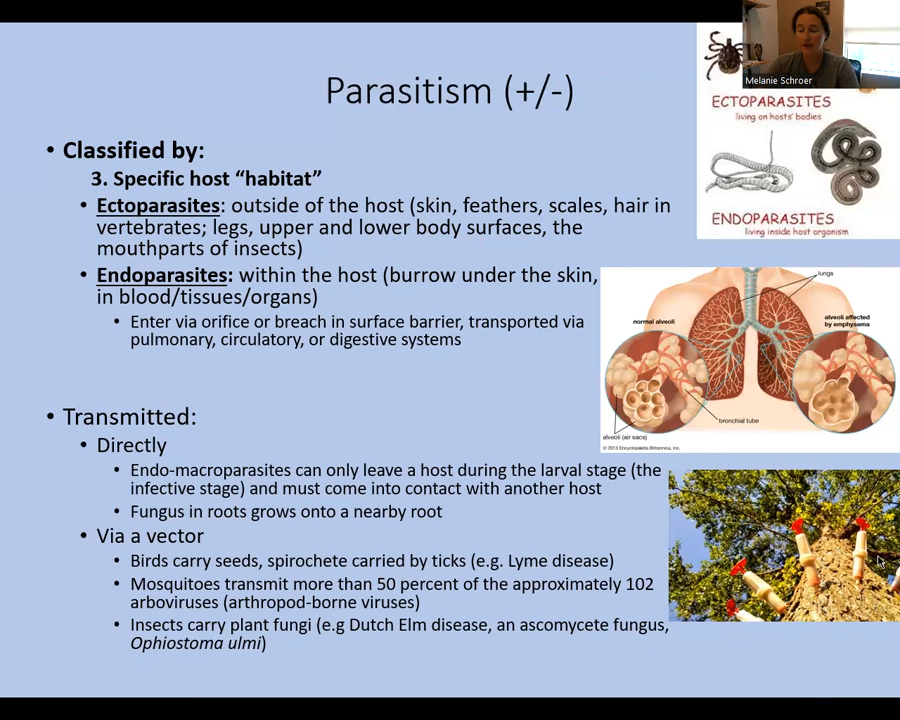 Melanie Schroer
Parasitism (+/-)
ECTOPARASITES
living on hosts' bodies
ENDOPARASITES
living inside host organism
• Classified by:
3. Specific host “habitat”
• Ectoparasites: outside of the host (skin, feathers, scales, hair in
vertebrates; legs, upper and lower body surfaces, the
mouthparts of insects)
• Endoparasites: within the host (burrow under the skin,
in blood/tissues/organs)
• Enter via orifice or breach in surface barrier, transported via
pulmonary, circulatory, or digestive systems
lungs
normal alveoli
alveoli affected
by emphysema
bronchial tube
alveoli (air sacs)
© 2013 Encyclopædia Britannica, Inc.
• Transmitted:
• Directly
• Endo-macroparasites can only leave a host during the larval stage (the
infective stage) and must come into contact with another host
• Fungus in roots grows onto a nearby root
• Via a vector
• Birds carry seeds, spirochete carried by ticks (e.g. Lyme disease)
• Mosquitoes transmit more than 50 percent of the approximately 102
arboviruses (arthropod-borne viruses)
• Insects carry plant fungi (e.g Dutch Elm disease, an ascomycete fungus,
Ophiostoma ulmi)